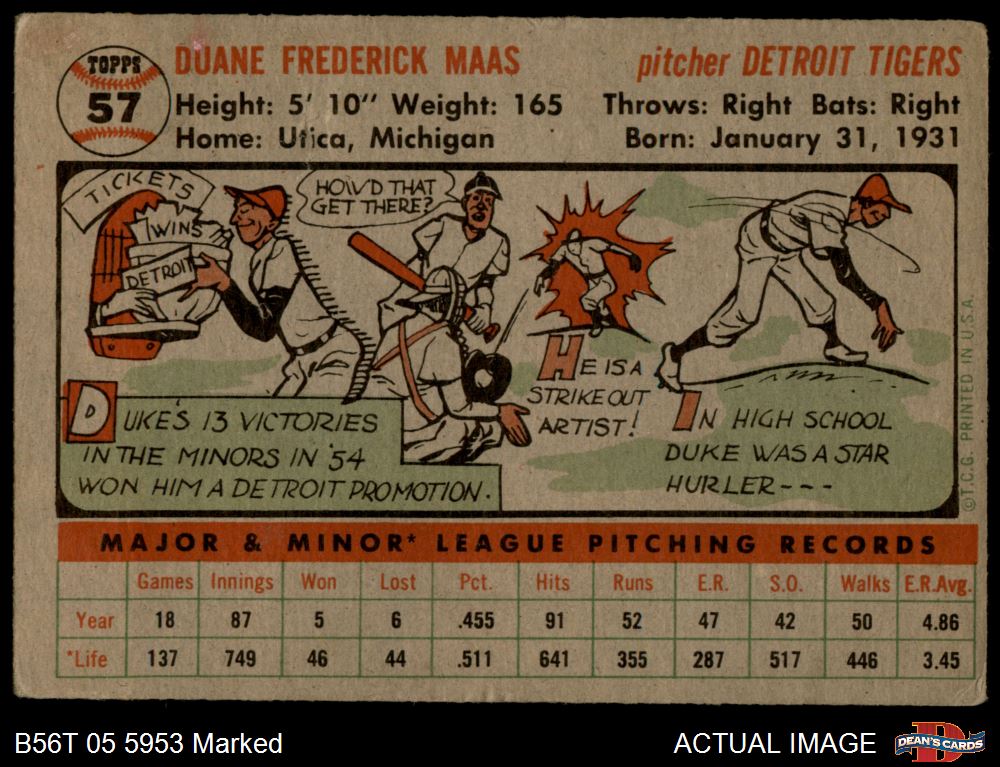 TOPPS
57
DUANE FREDERICK MAAS
pitcher DETROIT TIGERS
Height: 5' 10" Weight: 165
Throws: Right Bats: Right
Home: Utica, Michigan
Born: January 31, 1931
TICKETS
WINS
DETROIT
HOW'D THAT
GET THERE?
DUKE'S 13 VICTORIES
IN THE MINORS IN '54
WON HIM A DETROIT PROMOTION.
HE IS A
STRIKE OUT
ARTIST!
IN HIGH SCHOOL
DUKE WAS A STAR
HURLER---
©T.C.G. PRINTED IN U.S.A.
MAJOR & MINOR* LEAGUE PITCHING RECORDS
Games Innings Won Lost Pct. Hits Runs E.R. S.O. Walks E.R.Avg.
Year 18 87 5 6 .455 91 52 47 42 50 4.86
*Life 137 749 46 44 .511 641 355 287 517 446 3.45
B56T 05 5953 Marked
ACTUAL IMAGE
D
DEAN'S CARDS